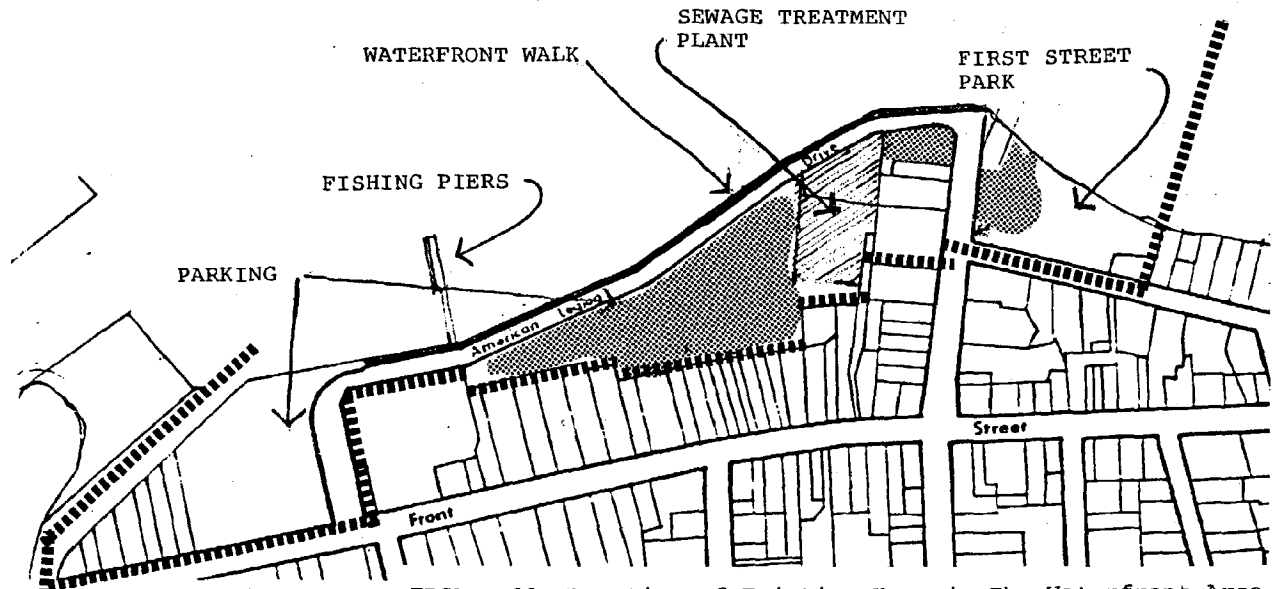 SEWAGE TREATMENT
PLANT
WATERFRONT WALK
FIRST STREET
PARK
FISHING PIERS
PARKING
Drive
American Legion
Street
Front